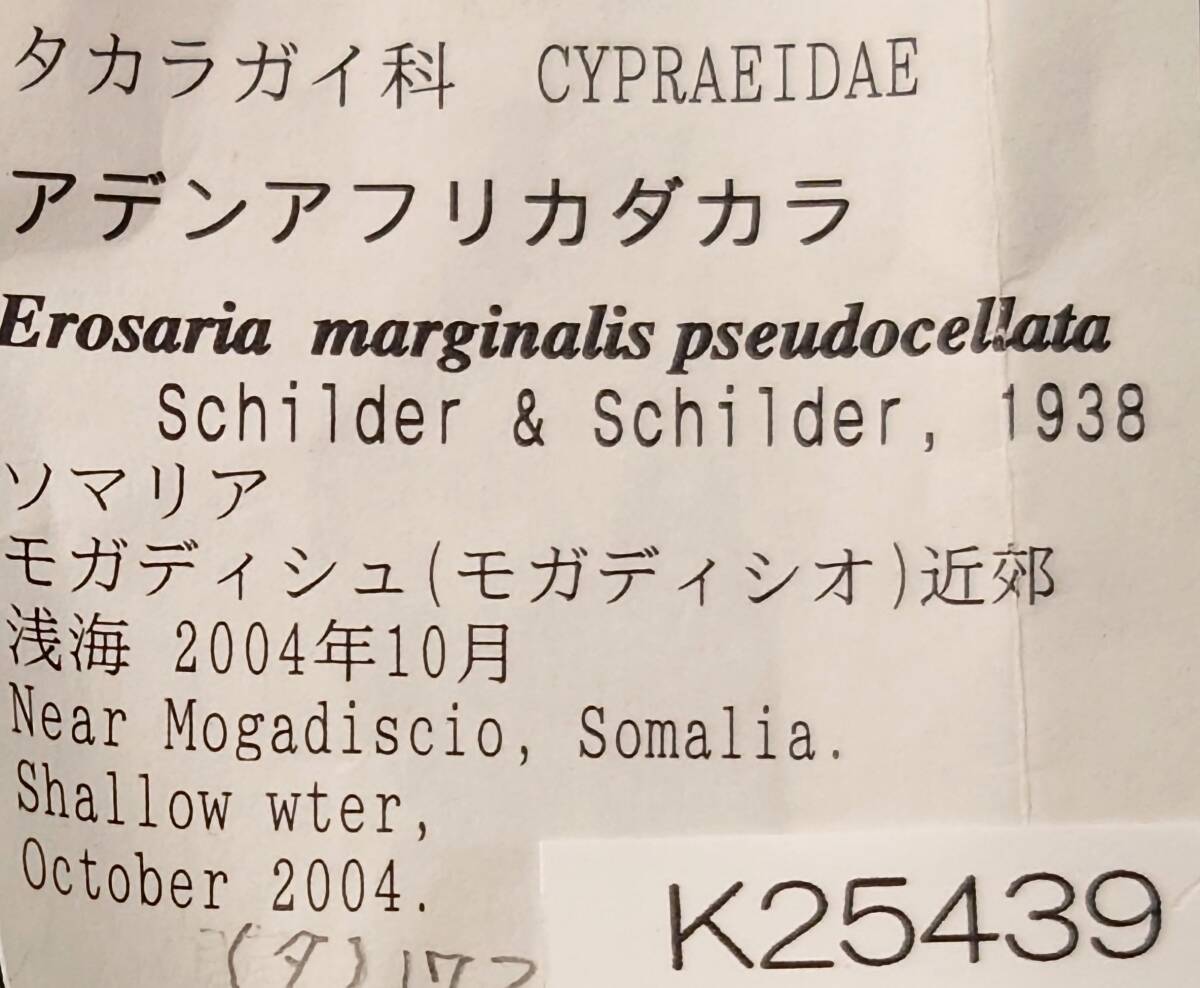 タカラガイ科 CYPRAEIDAE
アデンアフリカダカラ
Erosaria marginalis pseudocellata
Schilder & Schilder, 1938
ソマリア
モガディシュ(モガディシオ)近郊
浅海 2004年10月
Near Mogadiscio, Somalia.
Shallow wter,
October 2004.
K25439
(タ)